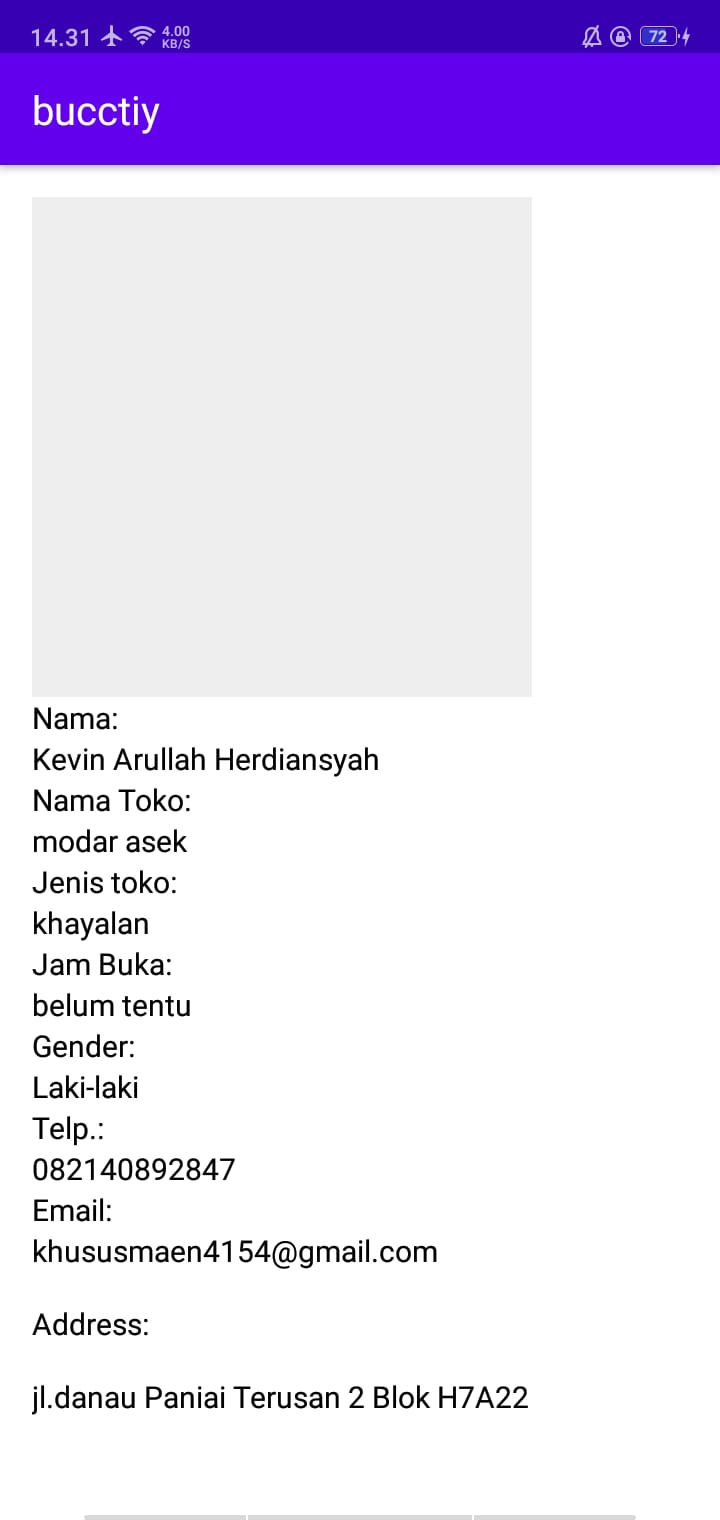 14.31 4.00 KB/S 72
bucctiy
Nama:
Kevin Arullah Herdiansyah
Nama Toko:
modar asek
Jenis toko:
khayalan
Jam Buka:
belum tentu
Gender:
Laki-laki
Telp.:
082140892847
Email:
khususmaen4154@gmail.com
Address:
jl.danau Paniai Terusan 2 Blok H7A22